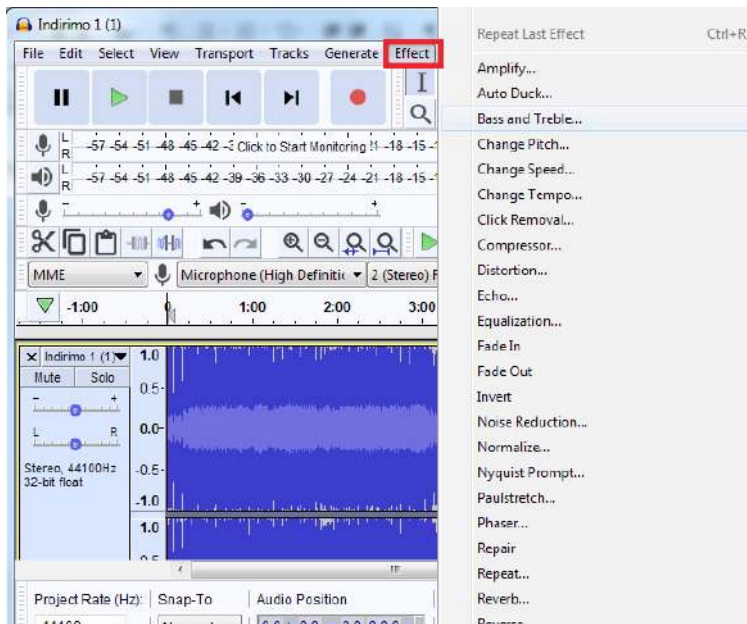 Indirimo 1 (1)
File Edit Select View Transport Tracks Generate Effect
L -57 -54 -51 -48 -45 -42 -3 Click to Start Monitoring !1 -18 -15 -1
R
L -57 -54 -51 -48 -45 -42 -39 -36 -33 -30 -27 -24 -21 -18 -15 -1
R
- +
- +
MME Microphone (High Definitic 2 (Stereo) F
-1:00 0 1:00 2:00 3:00
Indirimo 1 (1) 1.0
Mute Solo 0.5-
- +
L R 0.0-
Stereo, 44100Hz -0.5-
32-bit float
-1.0
1.0
Project Rate (Hz): Snap-To Audio Position
Repeat Last Effect Ctrl+R
Amplify...
Auto Duck...
Bass and Treble...
Change Pitch...
Change Speed...
Change Tempo...
Click Removal...
Compressor...
Distortion...
Echo...
Equalization...
Fade In
Fade Out
Invert
Noise Reduction...
Normalize...
Nyquist Prompt...
Paulstretch...
Phaser...
Repair
Repeat...
Reverb...